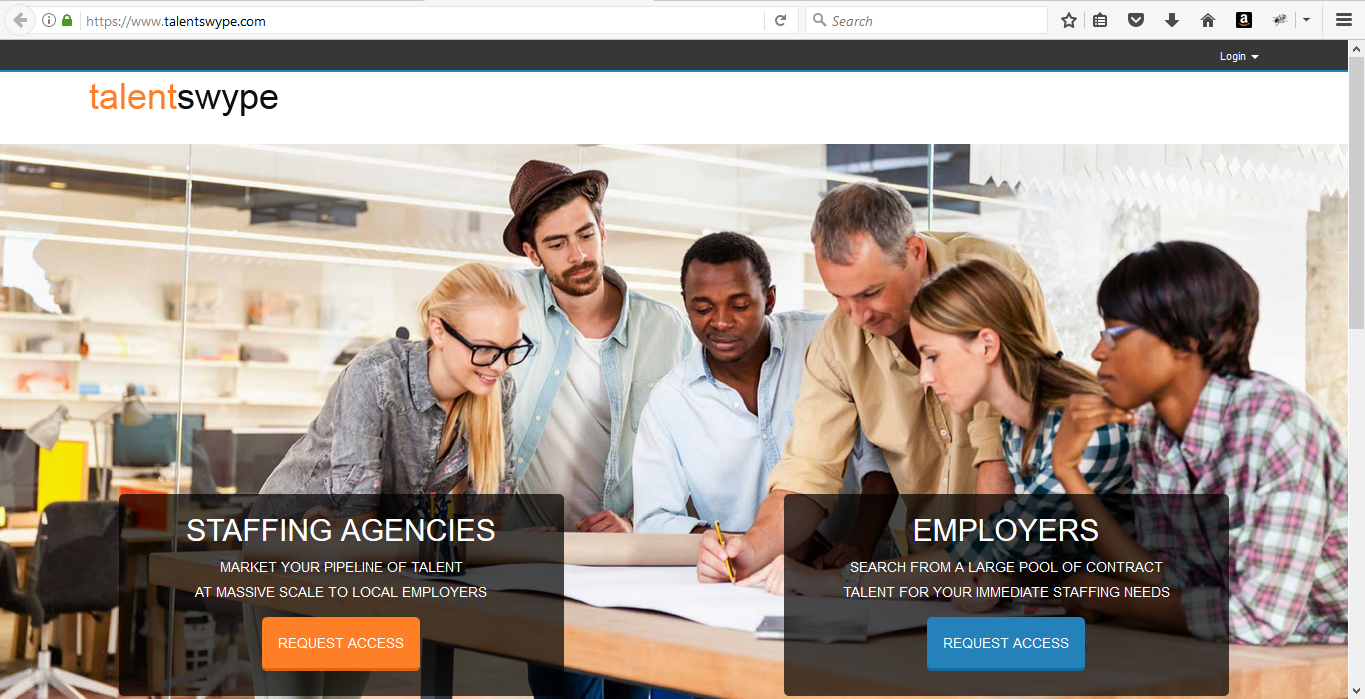 https://www.talentswype.com
Search
Login
talentswype
STAFFING AGENCIES
MARKET YOUR PIPELINE OF TALENT
AT MASSIVE SCALE TO LOCAL EMPLOYERS
REQUEST ACCESS
EMPLOYERS
SEARCH FROM A LARGE POOL OF CONTRACT
TALENT FOR YOUR IMMEDIATE STAFFING NEEDS
REQUEST ACCESS